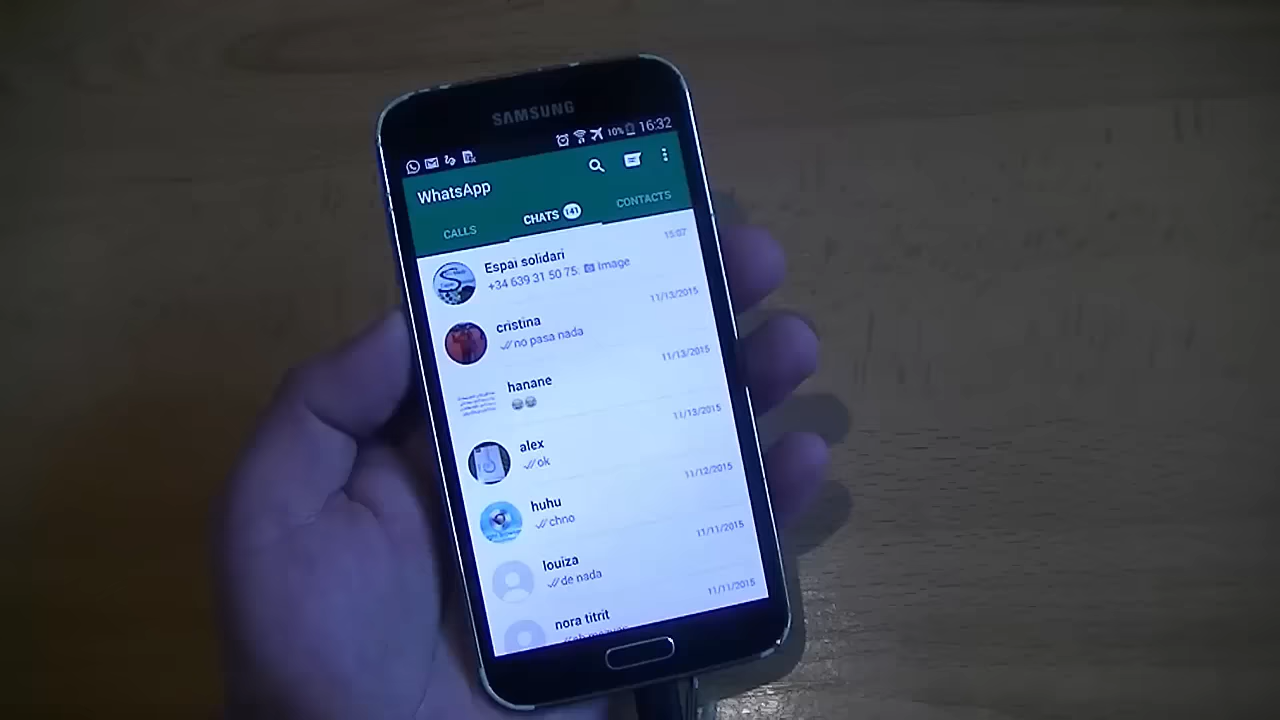 SAMSUNG
10% 16:32
WhatsApp
CALLS CHATS 141 CONTACTS
Espai solidari 15:07
+34 639 31 50 75: Image
cristina 11/13/2015
no pasa nada
hanane 11/13/2015
alex 11/13/2015
ok
huhu 11/12/2015
chno
louiza 11/11/2015
de nada
nora titrit 11/11/2015